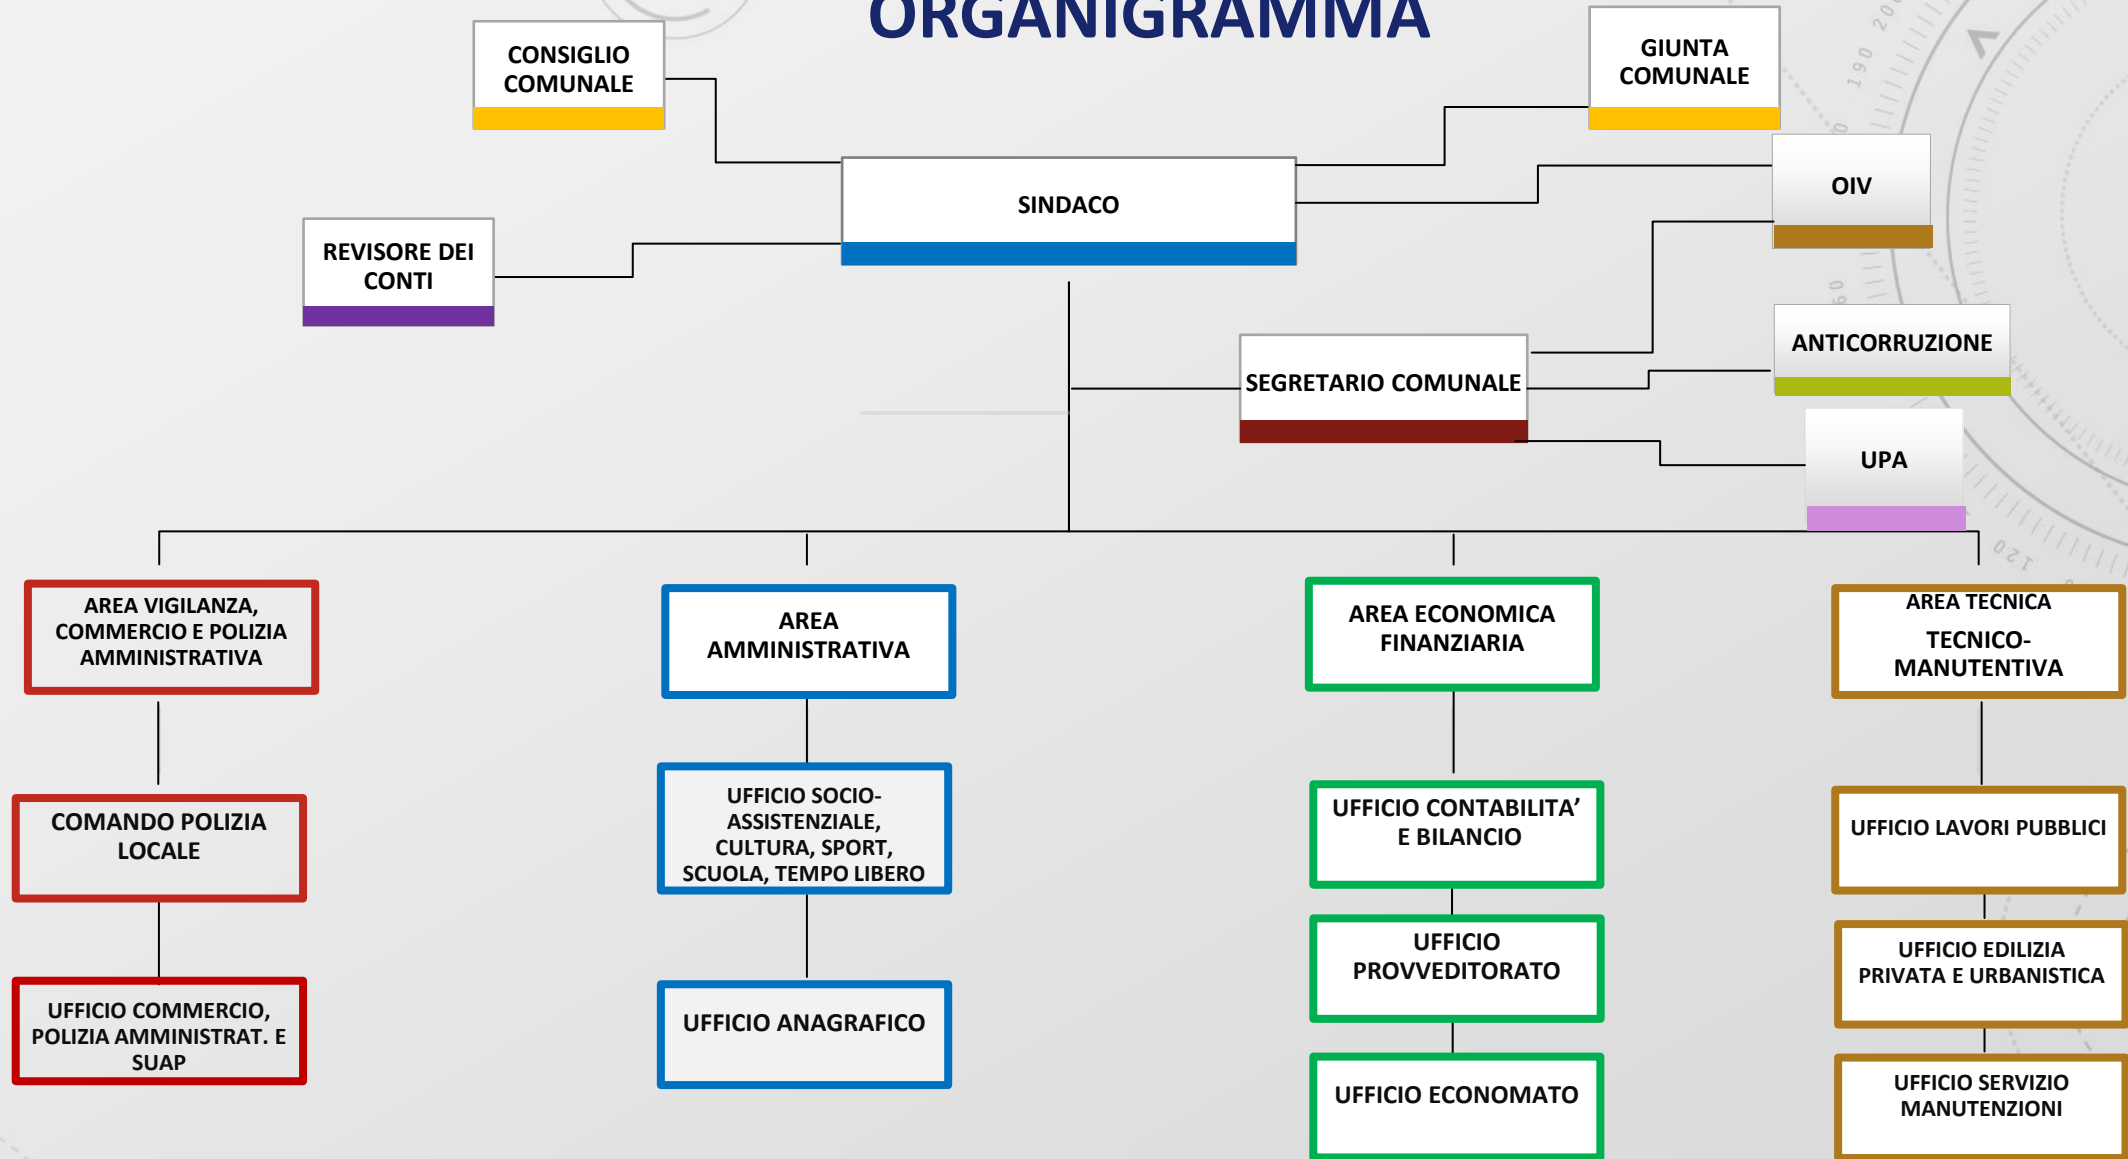 ORGANIGRAMMA
CONSIGLIO
COMUNALE
GIUNTA
COMUNALE
SINDACO
OIV
REVISORE DEI
CONTI
SEGRETARIO COMUNALE
ANTICORRUZIONE
UPA
AREA VIGILANZA,
COMMERCIO E POLIZIA
AMMINISTRATIVA
AREA
AMMINISTRATIVA
AREA ECONOMICA
FINANZIARIA
AREA TECNICA
TECNICO-
MANUTENTIVA
COMANDO POLIZIA
LOCALE
UFFICIO SOCIO-
ASSISTENZIALE,
CULTURA, SPORT,
SCUOLA, TEMPO LIBERO
UFFICIO CONTABILITA’
E BILANCIO
UFFICIO LAVORI PUBBLICI
UFFICIO
PROVVEDITORATO
UFFICIO EDILIZIA
PRIVATA E URBANISTICA
UFFICIO COMMERCIO,
POLIZIA AMMINISTRAT. E
SUAP
UFFICIO ANAGRAFICO
UFFICIO ECONOMATO
UFFICIO SERVIZIO
MANUTENZIONI
190
200
120